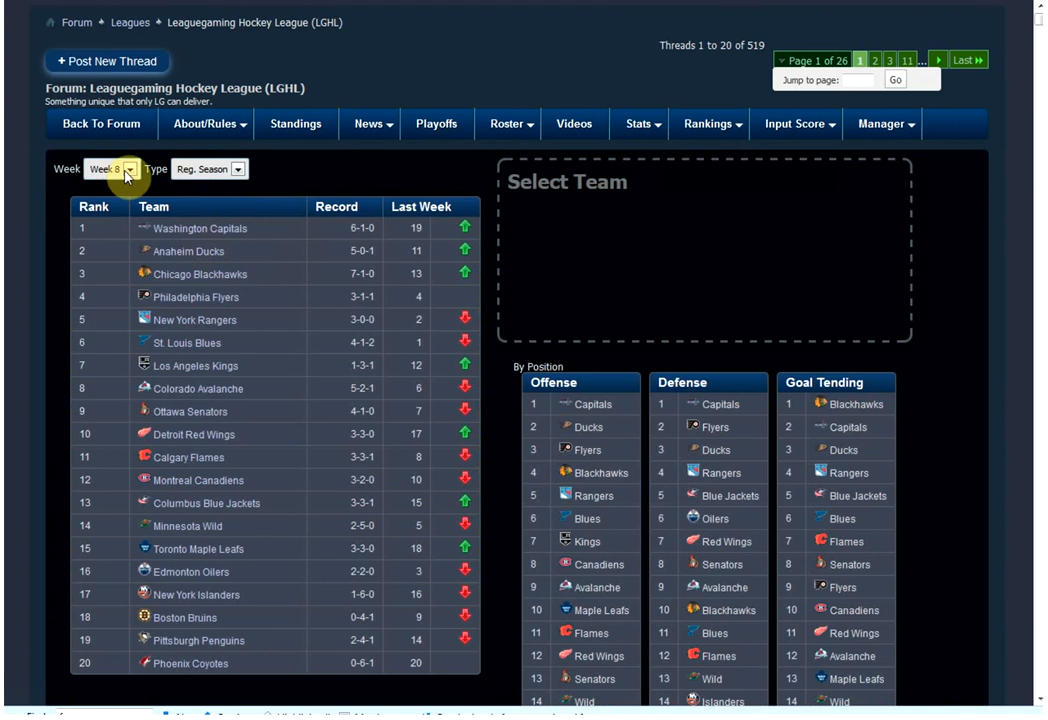 Forum Leagues Leaguegaming Hockey League (LGHL)
Threads 1 to 20 of 519
+ Post New Thread
Page 1 of 26 1 2 3 11 ... Last
Jump to page: Go
Forum: Leaguegaming Hockey League (LGHL)
Something unique that only LG can deliver.
Back To Forum About/Rules Standings News Playoffs Roster Videos Stats Rankings Input Score Manager
Week Week 8 Type Reg. Season
Select Team
Rank Team Record Last Week
1 Washington Capitals 6-1-0 19
2 Anaheim Ducks 5-0-1 11
3 Chicago Blackhawks 7-1-0 13
4 Philadelphia Flyers 3-1-1 4
5 New York Rangers 3-0-0 2
6 St. Louis Blues 4-1-2 1
7 Los Angeles Kings 1-3-1 12
8 Colorado Avalanche 5-2-1 6
9 Ottawa Senators 4-1-0 7
10 Detroit Red Wings 3-3-0 17
11 Calgary Flames 3-3-1 8
12 Montreal Canadiens 3-2-0 10
13 Columbus Blue Jackets 3-3-1 15
14 Minnesota Wild 2-5-0 5
15 Toronto Maple Leafs 3-3-0 18
16 Edmonton Oilers 2-2-0 3
17 New York Islanders 1-6-0 16
18 Boston Bruins 0-4-1 9
19 Pittsburgh Penguins 2-4-1 14
20 Phoenix Coyotes 0-6-1 20
By Position
Offense Defense Goal Tending
1 Capitals 1 Capitals 1 Blackhawks
2 Ducks 2 Flyers 2 Capitals
3 Flyers 3 Ducks 3 Ducks
4 Blackhawks 4 Rangers 4 Rangers
5 Rangers 5 Blue Jackets 5 Blue Jackets
6 Blues 6 Oilers 6 Blues
7 Kings 7 Red Wings 7 Flames
8 Canadiens 8 Senators 8 Senators
9 Avalanche 9 Avalanche 9 Flyers
10 Maple Leafs 10 Blackhawks 10 Canadiens
11 Flames 11 Blues 11 Red Wings
12 Red Wings 12 Flames 12 Avalanche
13 Senators 13 Wild 13 Maple Leafs
14 Wild 14 Islanders 14 Wild